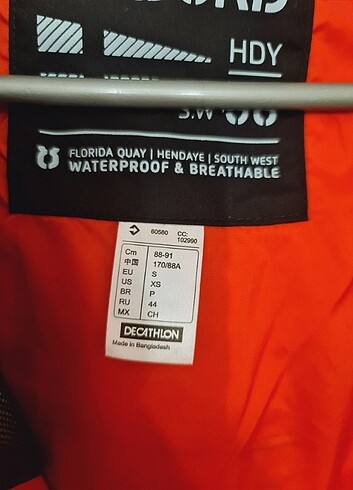 HDY
S.W
FLORIDA QUAY | HENDAYE | SOUTH WEST
WATERPROOF & BREATHABLE
60580 CC: 102990
Cm 88-91
中国 170/88A
EU S
US XS
BR P
RU 44
MX CH
DECATHLON
Made in Bangladesh